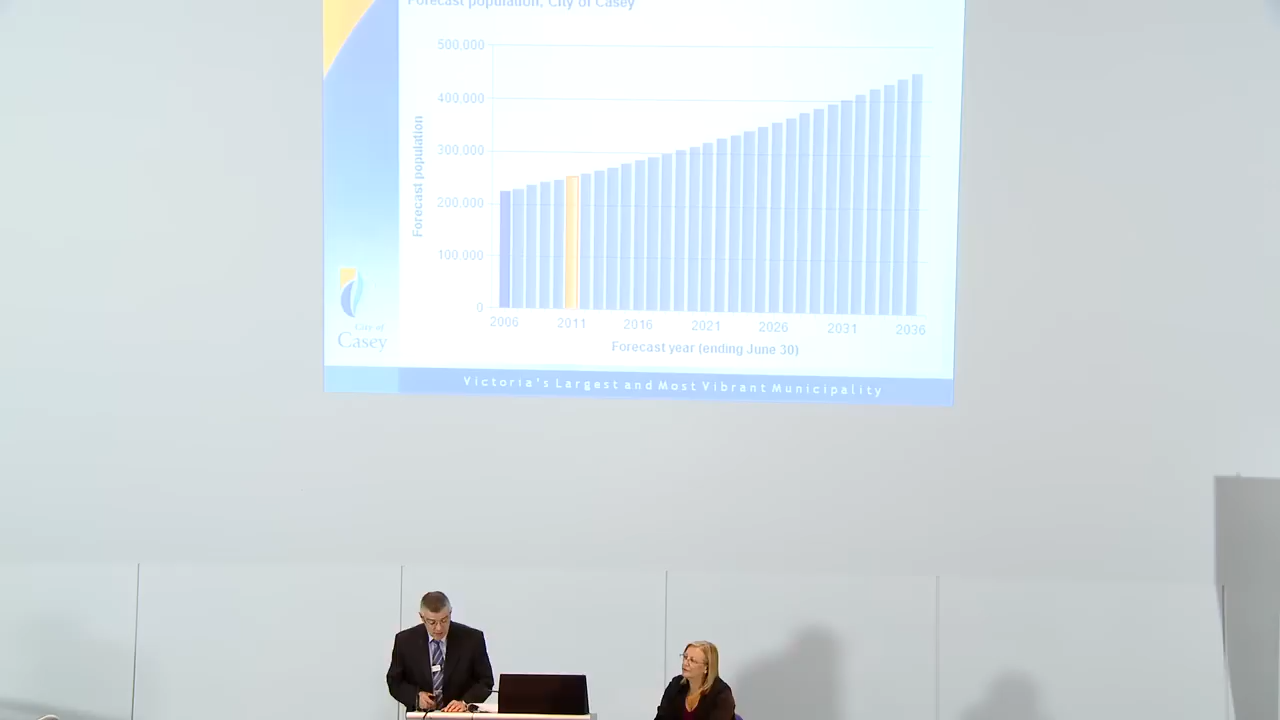 Forecast population, City of Casey
500,000
400,000
300,000
200,000
100,000
0
Forecast population
2006 2011 2016 2021 2026 2031 2036
Forecast year (ending June 30)
City of
Casey
Victoria's Largest and Most Vibrant Municipality